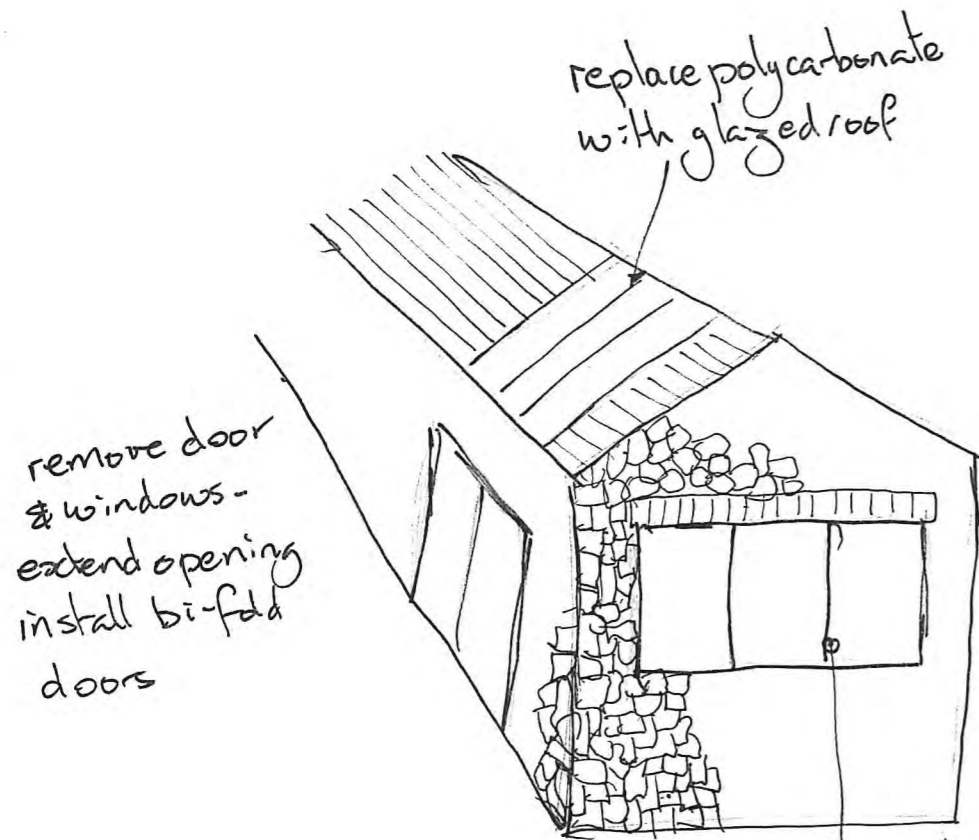 replace polycarbonate
with glazed roof
remove door
& windows -
extend opening
install bi-fold
doors